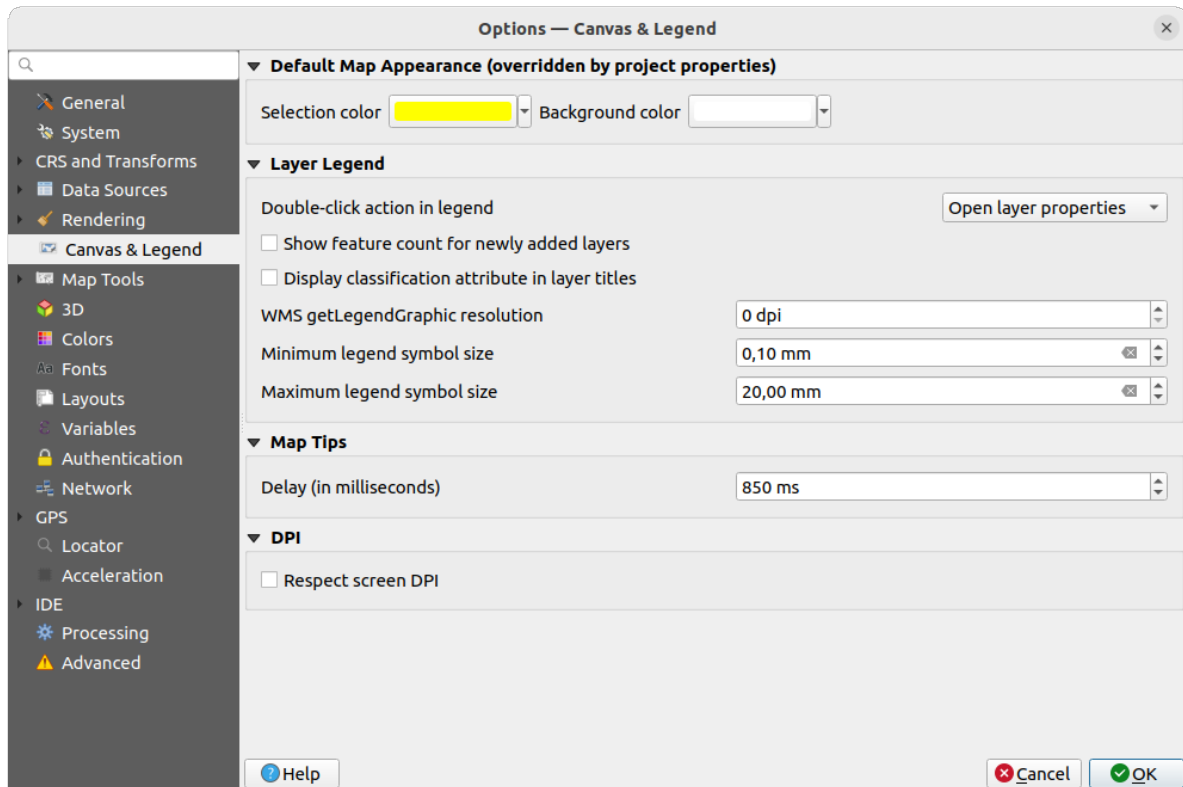 Options — Canvas & Legend
General
System
CRS and Transforms
Data Sources
Rendering
Canvas & Legend
Map Tools
3D
Colors
Aa Fonts
Layouts
ε Variables
Authentication
Network
GPS
Locator
Acceleration
IDE
Processing
Advanced
Default Map Appearance (overridden by project properties)
Selection color Background color
Layer Legend
Double-click action in legend Open layer properties
Show feature count for newly added layers
Display classification attribute in layer titles
WMS getLegendGraphic resolution 0 dpi
Minimum legend symbol size 0,10 mm
Maximum legend symbol size 20,00 mm
Map Tips
Delay (in milliseconds) 850 ms
DPI
Respect screen DPI
Help Cancel OK